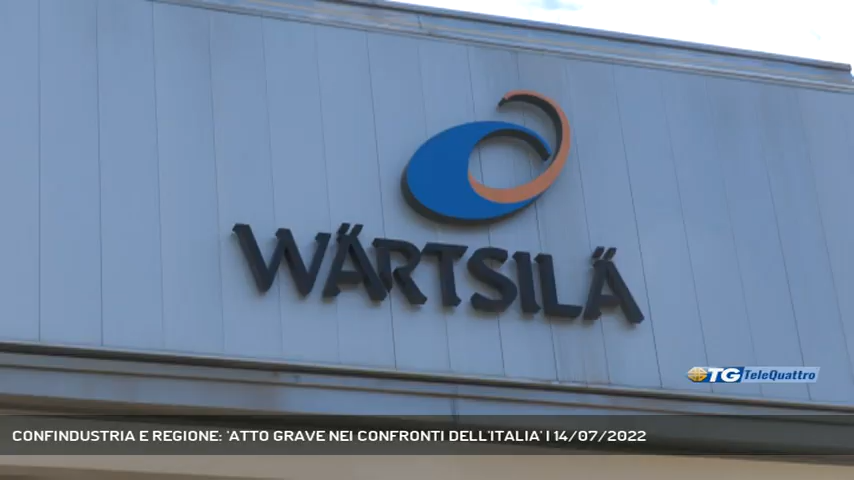 WÄRTSILÄ
TG TeleQuattro
CONFINDUSTRIA E REGIONE: 'ATTO GRAVE NEI CONFRONTI DELL'ITALIA' | 14/07/2022